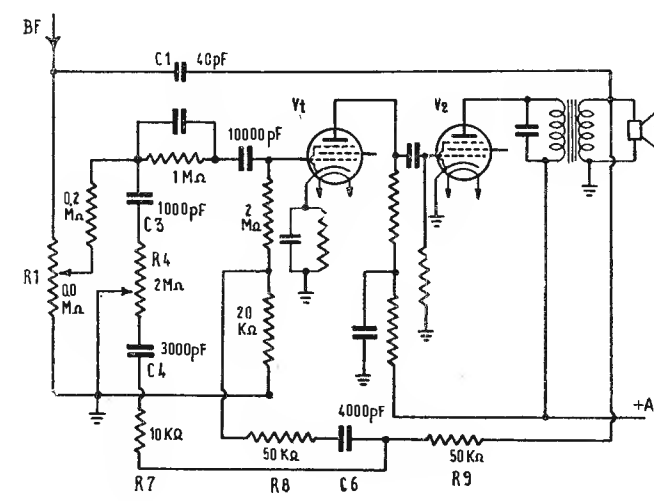 BF
C1 40pF
V1 V2
10000pF
1MΩ
0,2
MΩ
1000pF
C3
2
MΩ
R4
2MΩ
R1
0.0
MΩ
20
KΩ
3000pF
C4
4000pF
+A
10KΩ
50KΩ
50KΩ
R7 R8 C6 R9